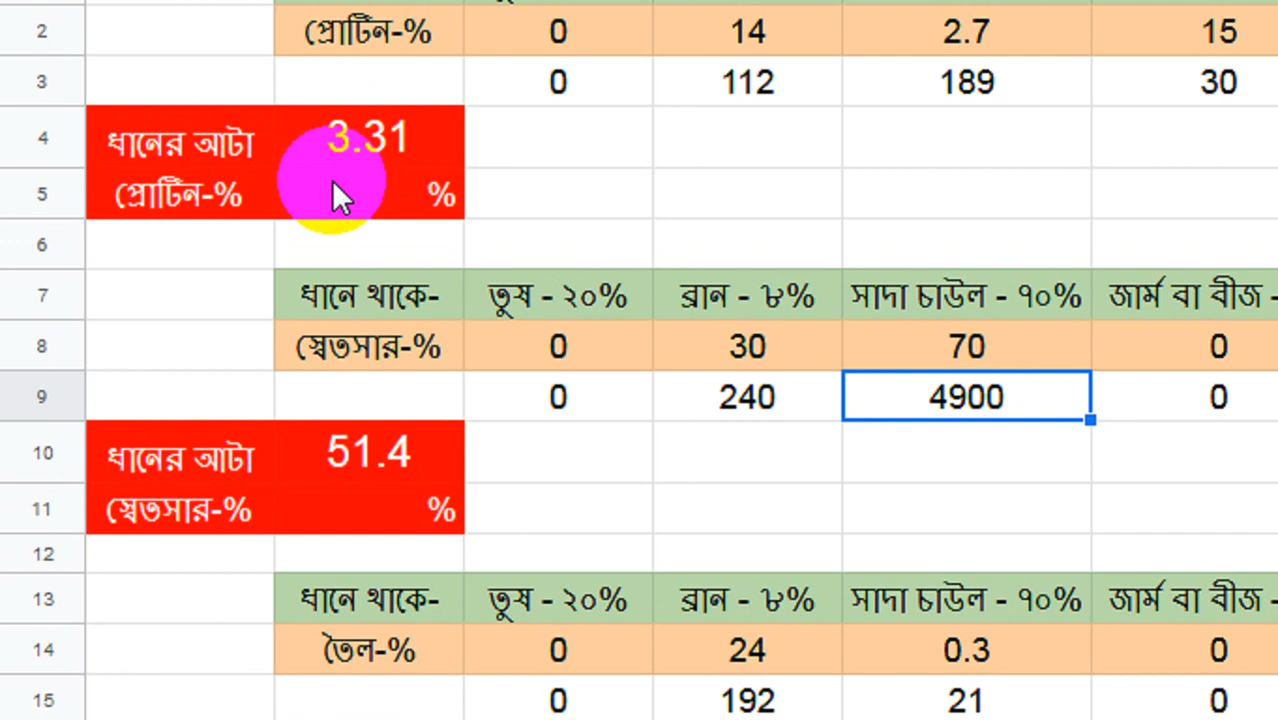 2 প্রোটিন-% 0 14 2.7 15
3 0 112 189 30
4 ধানের আটা 3.31
5 প্রোটিন-% %
6
7 ধানে থাকে- তুষ - ২০% ব্রান - ৮% সাদা চাউল - ৭০% জার্ম বা বীজ -
8 স্বেতসার-% 0 30 70 0
9 0 240 4900 0
10 ধানের আটা 51.4
11 স্বেতসার-% %
12
13 ধানে থাকে- তুষ - ২০% ব্রান - ৮% সাদা চাউল - ৭০% জার্ম বা বীজ -
14 তৈল-% 0 24 0.3 0
15 0 192 21 0